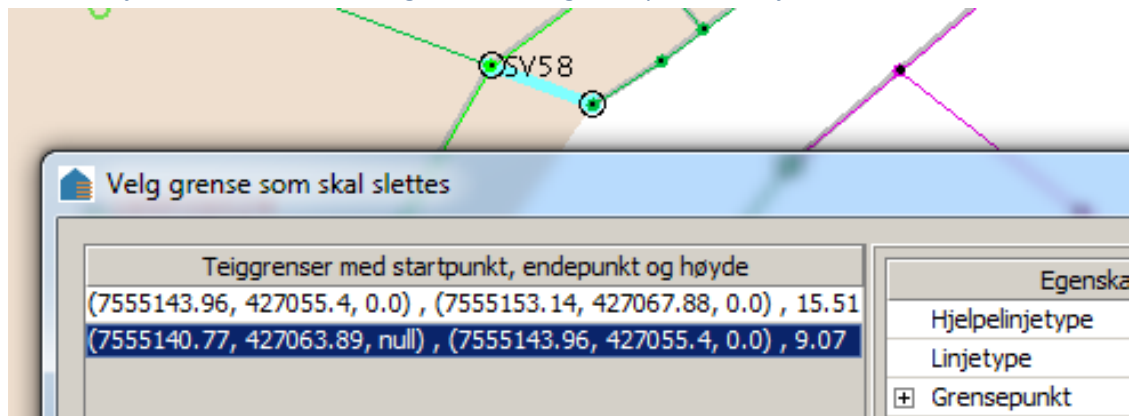 SV58
Velg grense som skal slettes
Teiggrenser med startpunkt, endepunkt og høyde
(7555143.96, 427055.4, 0.0) , (7555153.14, 427067.88, 0.0) , 15.51
(7555140.77, 427063.89, null) , (7555143.96, 427055.4, 0.0) , 9.07
Egenska
Hjelpelinjetype
Linjetype
Grensepunkt